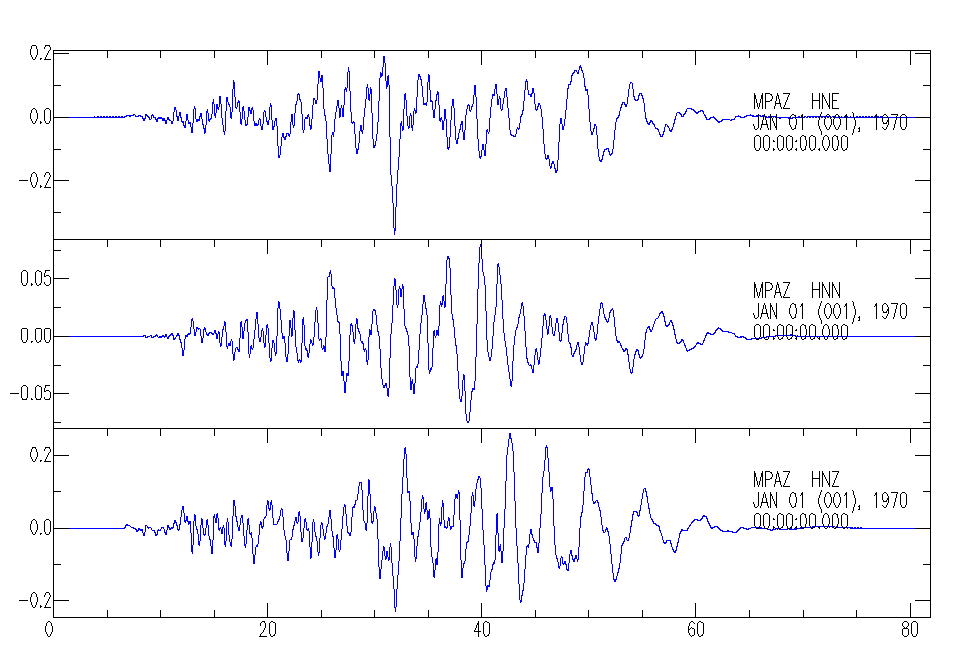 0.2
0.0
-0.2
MPAZ HNE
JAN 01 (001), 1970
00:00:00.000
0.05
0.00
-0.05
MPAZ HNN
JAN 01 (001), 1970
00:00:00.000
0.2
0.0
-0.2
MPAZ HNZ
JAN 01 (001), 1970
00:00:00.000
0 20 40 60 80